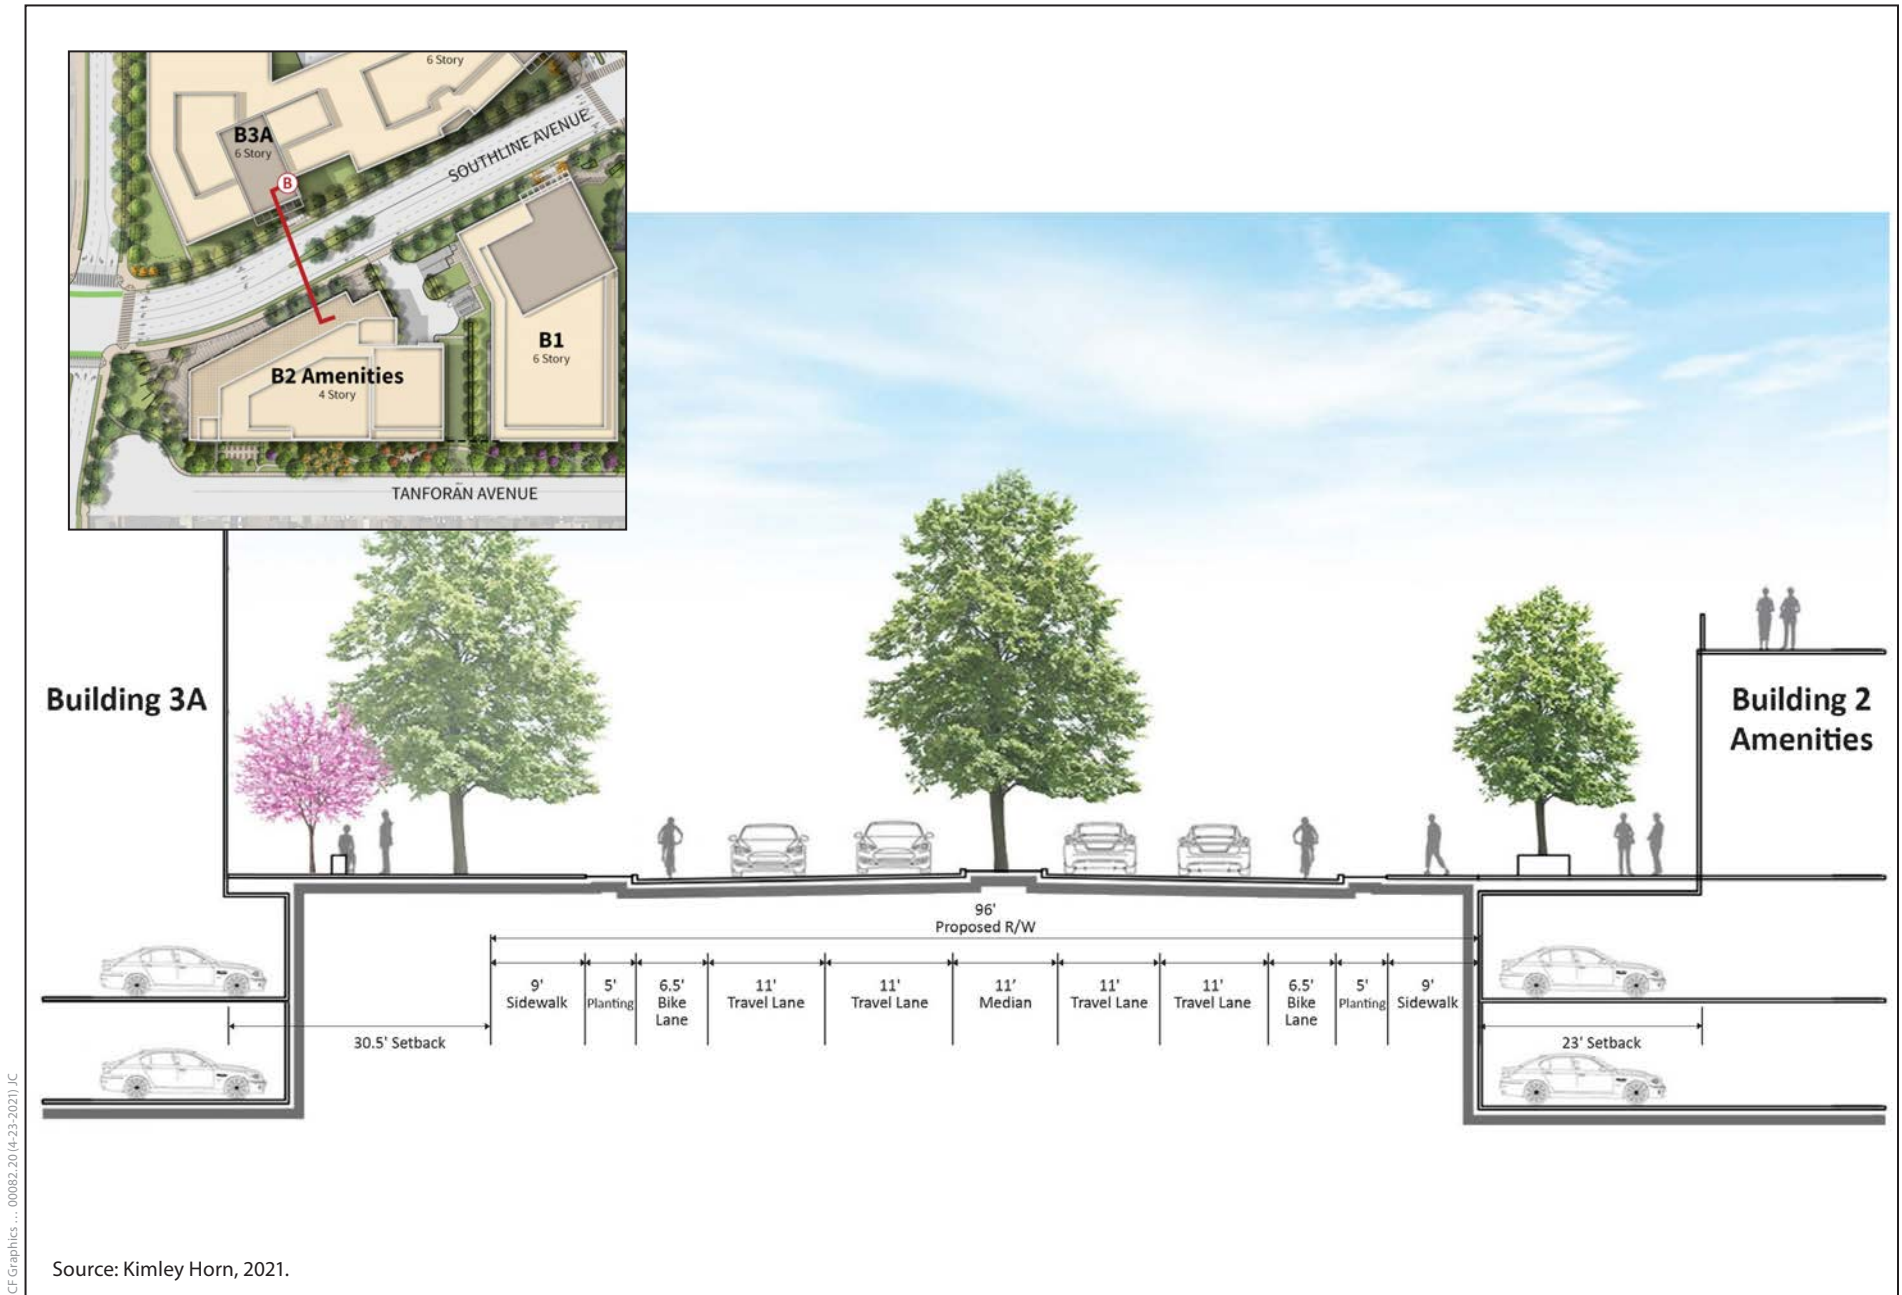 6 Story
B3A
6 Story
B
SOUTHLINE AVENUE
B1
6 Story
B2 Amenities
4 Story
TANFORAN AVENUE
Building 3A
Building 2
Amenities
96'
Proposed R/W
9'
Sidewalk
5'
Planting
6.5'
Bike
Lane
11'
Travel Lane
11'
Travel Lane
11'
Median
11'
Travel Lane
11'
Travel Lane
6.5'
Bike
Lane
5'
Planting
9'
Sidewalk
30.5' Setback
23' Setback
CF Graphics … 00082.20 (4-23-2021) JC
Source: Kimley Horn, 2021.